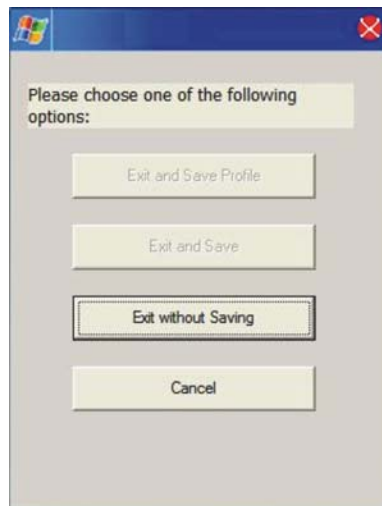 Please choose one of the following
options:
Exit and Save Profile
Exit and Save
Exit without Saving
Cancel